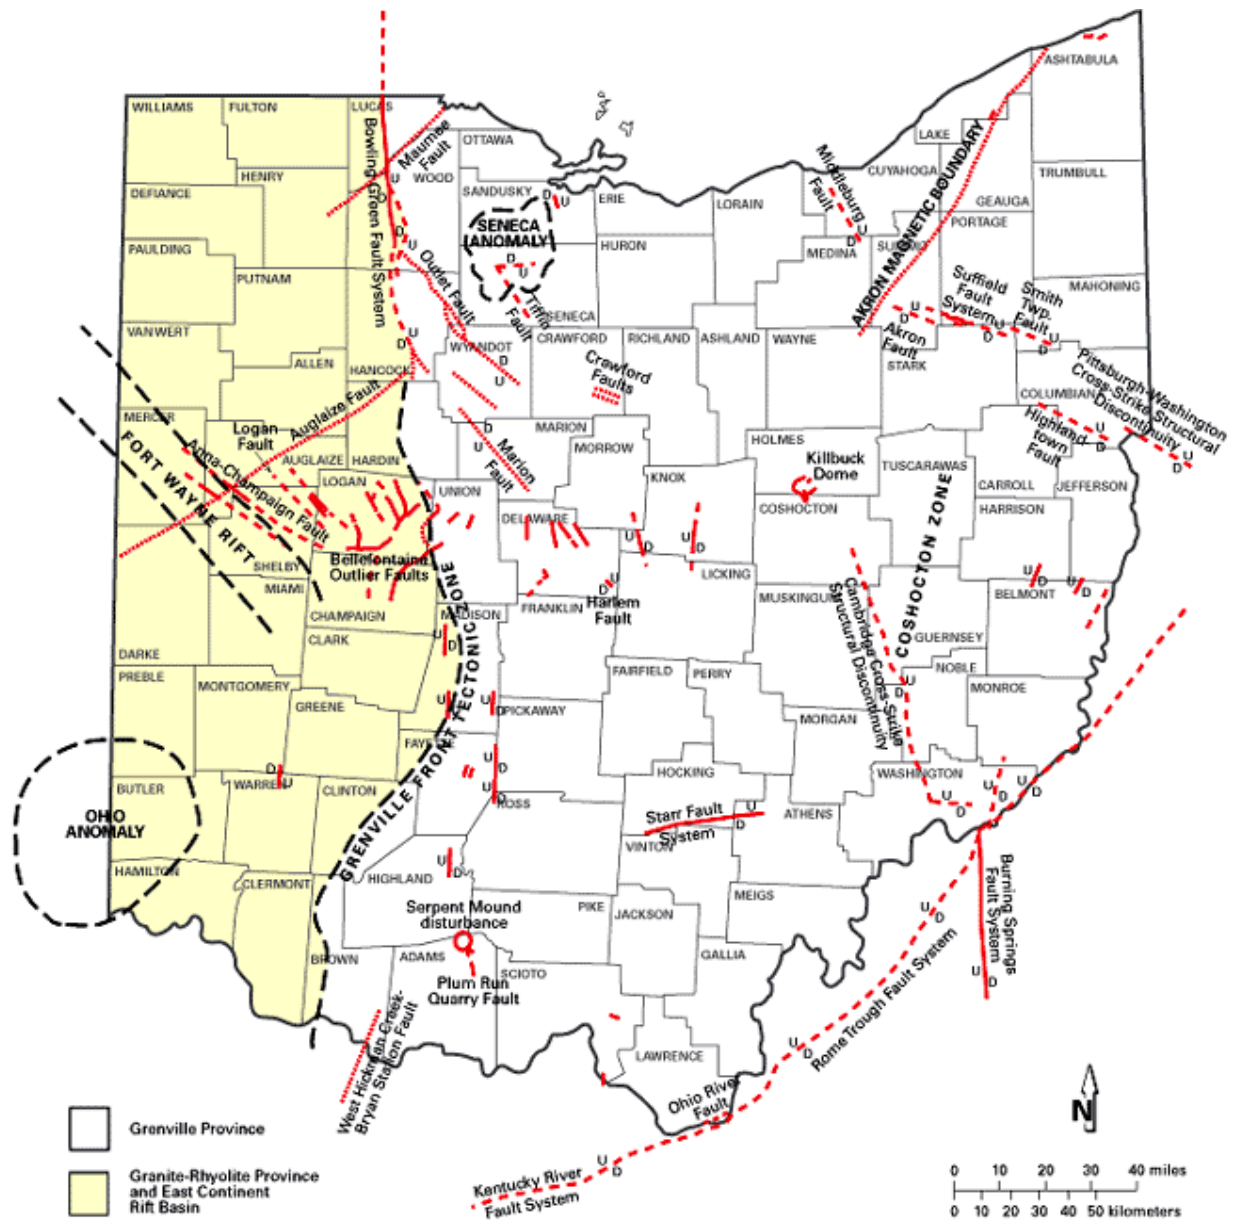 ASHTABULA
WILLIAMS
FULTON
LUCAS
LAKE
OTTAWA
Maumee
Fault
Bowling Green Fault System
CUYAHOGA
TRUMBULL
HENRY
WOOD
SANDUSKY
Middleburg
Fault
DEFIANCE
ERIE
LORAIN
GEAUGA
PORTAGE
SENECA
ANOMALY
PAULDING
HURON
MEDINA
AKRON MAGNETIC BOUNDARY
PUTNAM
Outlet Fault
Tiffin
Fault
SENECA
Suffield
Fault
System
Smith
Twp.
Fault
MAHONING
VANWERT
WYANDOT
CRAWFORD
RICHLAND
ASHLAND
WAYNE
Akron
Fault
STARK
ALLEN
HANCOCK
Crawford
Faults
Pittsburgh-Washington
Cross-Strike Structural
Discontinuity
COLUMBIANA
MERCER
Logan
Fault
Auglaize Fault
Marion
Fault
MARION
MORROW
HOLMES
Highland-
town
Fault
FORT WAYNE RIFT
Anna-Champaign Fault
AUGLAIZE
HARDIN
Killbuck
Dome
TUSCARAWAS
LOGAN
UNION
KNOX
CARROLL
JEFFERSON
COSHOCTON
HARRISON
DELAWARE
COSHOCTON ZONE
SHELBY
Bellefontaine
Outlier Faults
LICKING
MIAMI
MUSKINGUM
BELMONT
CHAMPAIGN
MADISON
FRANKLIN
Harlem
Fault
Cambridge Cross-Strike
Structural Discontinuity
GUERNSEY
CLARK
DARKE
PREBLE
FAIRFIELD
PERRY
NOBLE
MONROE
MONTGOMERY
GREENE
PICKAWAY
MORGAN
GRENVILLE FRONT TECTONIC ZONE
FAYETTE
HOCKING
WASHINGTON
BUTLER
WARREN
CLINTON
ROSS
OHIO
ANOMALY
Starr Fault
System
ATHENS
VINTON
HAMILTON
CLERMONT
HIGHLAND
MEIGS
Burning Springs
Fault System
Serpent Mound
disturbance
PIKE
JACKSON
BROWN
ADAMS
GALLIA
SCIOTO
Plum Run
Quarry Fault
Rome Trough Fault System
West Hickman Creek-
Bryan Station Fault
LAWRENCE
Ohio River
Fault
Grenville Province
N
Granite-Rhyolite Province
and East Continent
Rift Basin
Kentucky River
Fault System
0 10 20 30 40 miles
0 10 20 30 40 50 kilometers